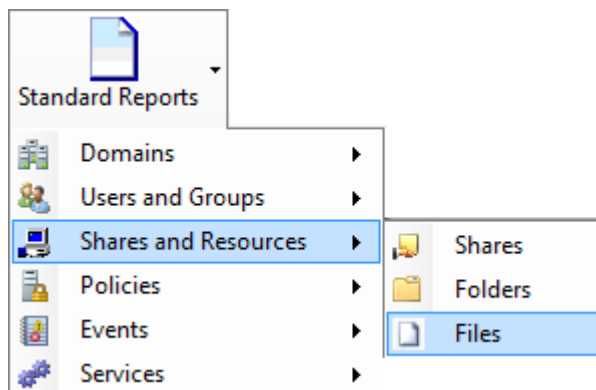 Standard Reports
Domains
Users and Groups
Shares and Resources
Policies
Events
Services
Shares
Folders
Files